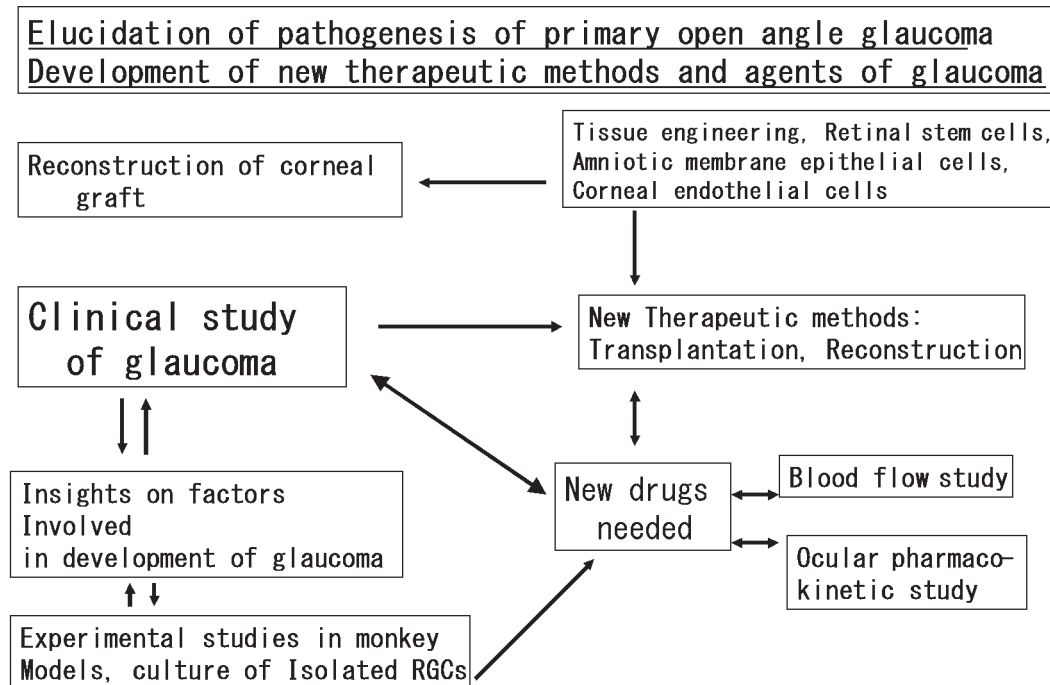 Elucidation of pathogenesis of primary open angle glaucoma
Development of new therapeutic methods and agents of glaucoma
Tissue engineering, Retinal stem cells,
Amniotic membrane epithelial cells,
Corneal endothelial cells
Reconstruction of corneal
graft
Clinical study
of glaucoma
New Therapeutic methods:
Transplantation, Reconstruction
Insights on factors
Involved
in development of glaucoma
New drugs
needed
Blood flow study
Ocular pharmaco-
kinetic study
Experimental studies in monkey
Models, culture of Isolated RGCs